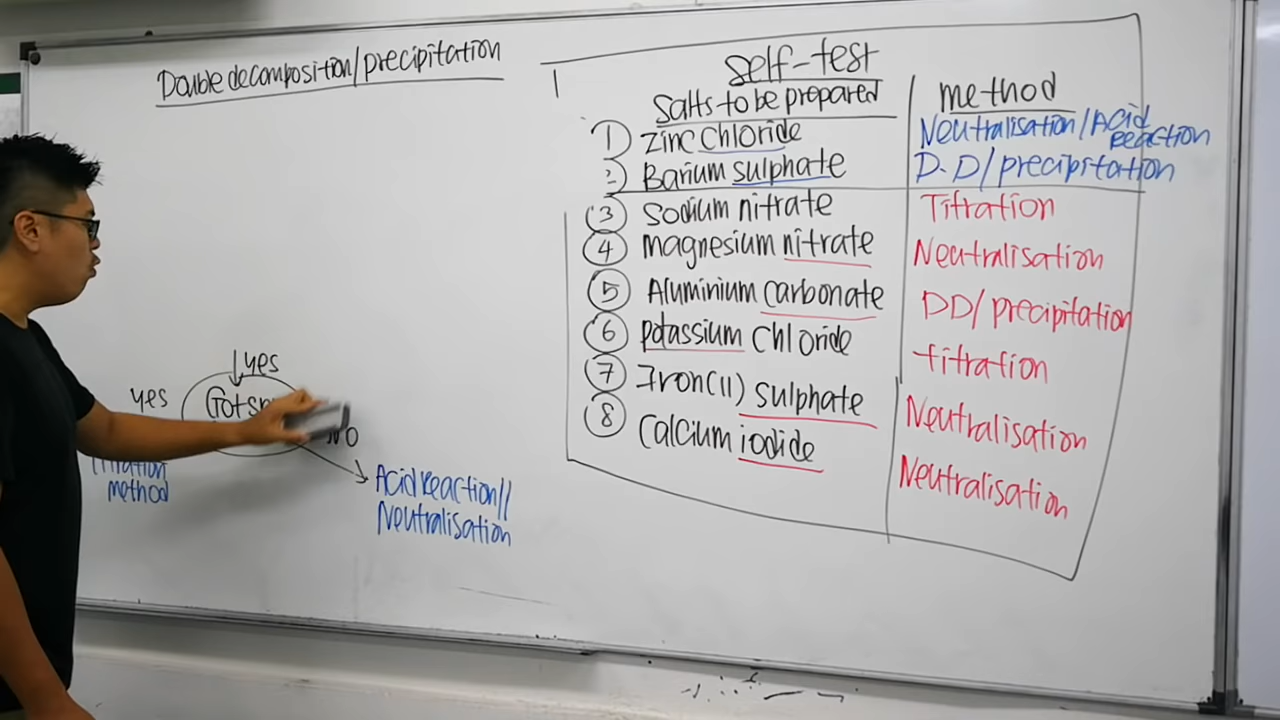 Double decomposition/precipitation
self-test
Salts to be prepared
method
1 Zinc chloride
Neutralisation/Acid
Reaction
2 Barium sulphate
D.D/precipitation
3 Sodium nitrate
Titration
4 magnesium nitrate
Neutralisation
5 Aluminium carbonate
DD/precipitation
6 potassium chloride
titration
7 Iron(II) sulphate
Neutralisation
8 Calcium iodide
Neutralisation
yes
yes
Got
NO
Titration
method
Acid Reaction//
Neutralisation